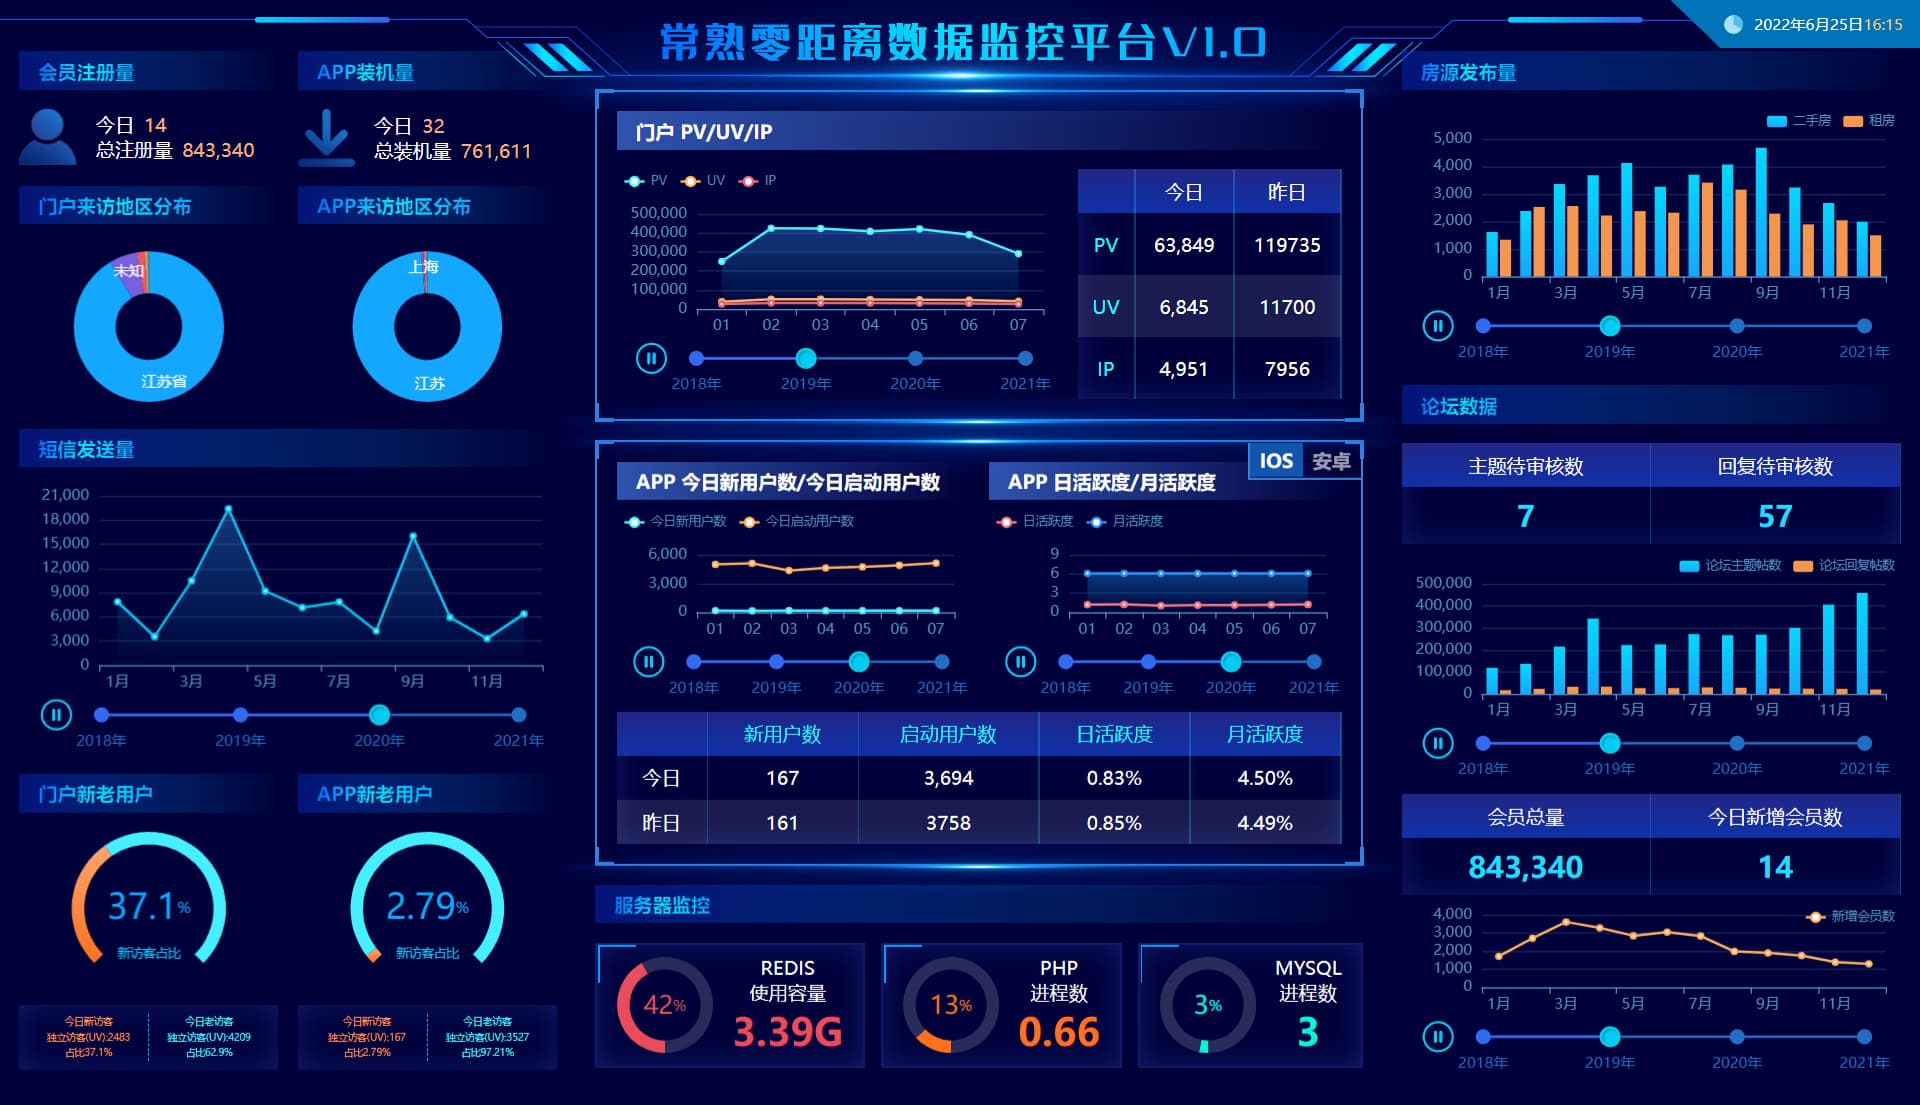 常熟零距离数据监控平台V1.0
2022年6月25日16:15
会员注册量
今日 14
总注册量 843,340
APP装机量
今日 32
总装机量 761,611
门户来访地区分布
未知
江苏省
APP来访地区分布
上海
江苏
短信发送量
21,000
18,000
15,000
12,000
9,000
6,000
3,000
0
1月 3月 5月 7月 9月 11月
2018年 2019年 2020年 2021年
门户新老用户
37.1%
新访客占比
今日新访客
独立访客(UV):2483
占比37.1%
今日老访客
独立访客(UV):4209
占比62.9%
APP新老用户
2.79%
新访客占比
今日新访客
独立访客(UV):167
占比2.79%
今日老访客
独立访客(UV):3527
占比97.21%
门户 PV/UV/IP
PV UV IP
500,000
400,000
300,000
200,000
100,000
0
01 02 03 04 05 06 07
2018年 2019年 2020年 2021年
今日 昨日
PV 63,849 119735
UV 6,845 11700
IP 4,951 7956
IOS 安卓
APP 今日新用户数/今日启动用户数
今日新用户数 今日启动用户数
6,000
3,000
0
01 02 03 04 05 06 07
2018年 2019年 2020年 2021年
APP 日活跃度/月活跃度
日活跃度 月活跃度
9
6
3
0
01 02 03 04 05 06 07
2018年 2019年 2020年 2021年
新用户数 启动用户数 日活跃度 月活跃度
今日 167 3,694 0.83% 4.50%
昨日 161 3758 0.85% 4.49%
服务器监控
42%
REDIS
使用容量
3.39G
13%
PHP
进程数
0.66
3%
MYSQL
进程数
3
房源发布量
二手房 租房
5,000
4,000
3,000
2,000
1,000
0
1月 3月 5月 7月 9月 11月
2018年 2019年 2020年 2021年
论坛数据
主题待审核数 回复待审核数
7 57
论坛主题帖数 论坛回复帖数
500,000
400,000
300,000
200,000
100,000
0
1月 3月 5月 7月 9月 11月
2018年 2019年 2020年 2021年
会员总量 今日新增会员数
843,340 14
新增会员数
4,000
3,000
2,000
1,000
0
1月 3月 5月 7月 9月 11月
2018年 2019年 2020年 2021年